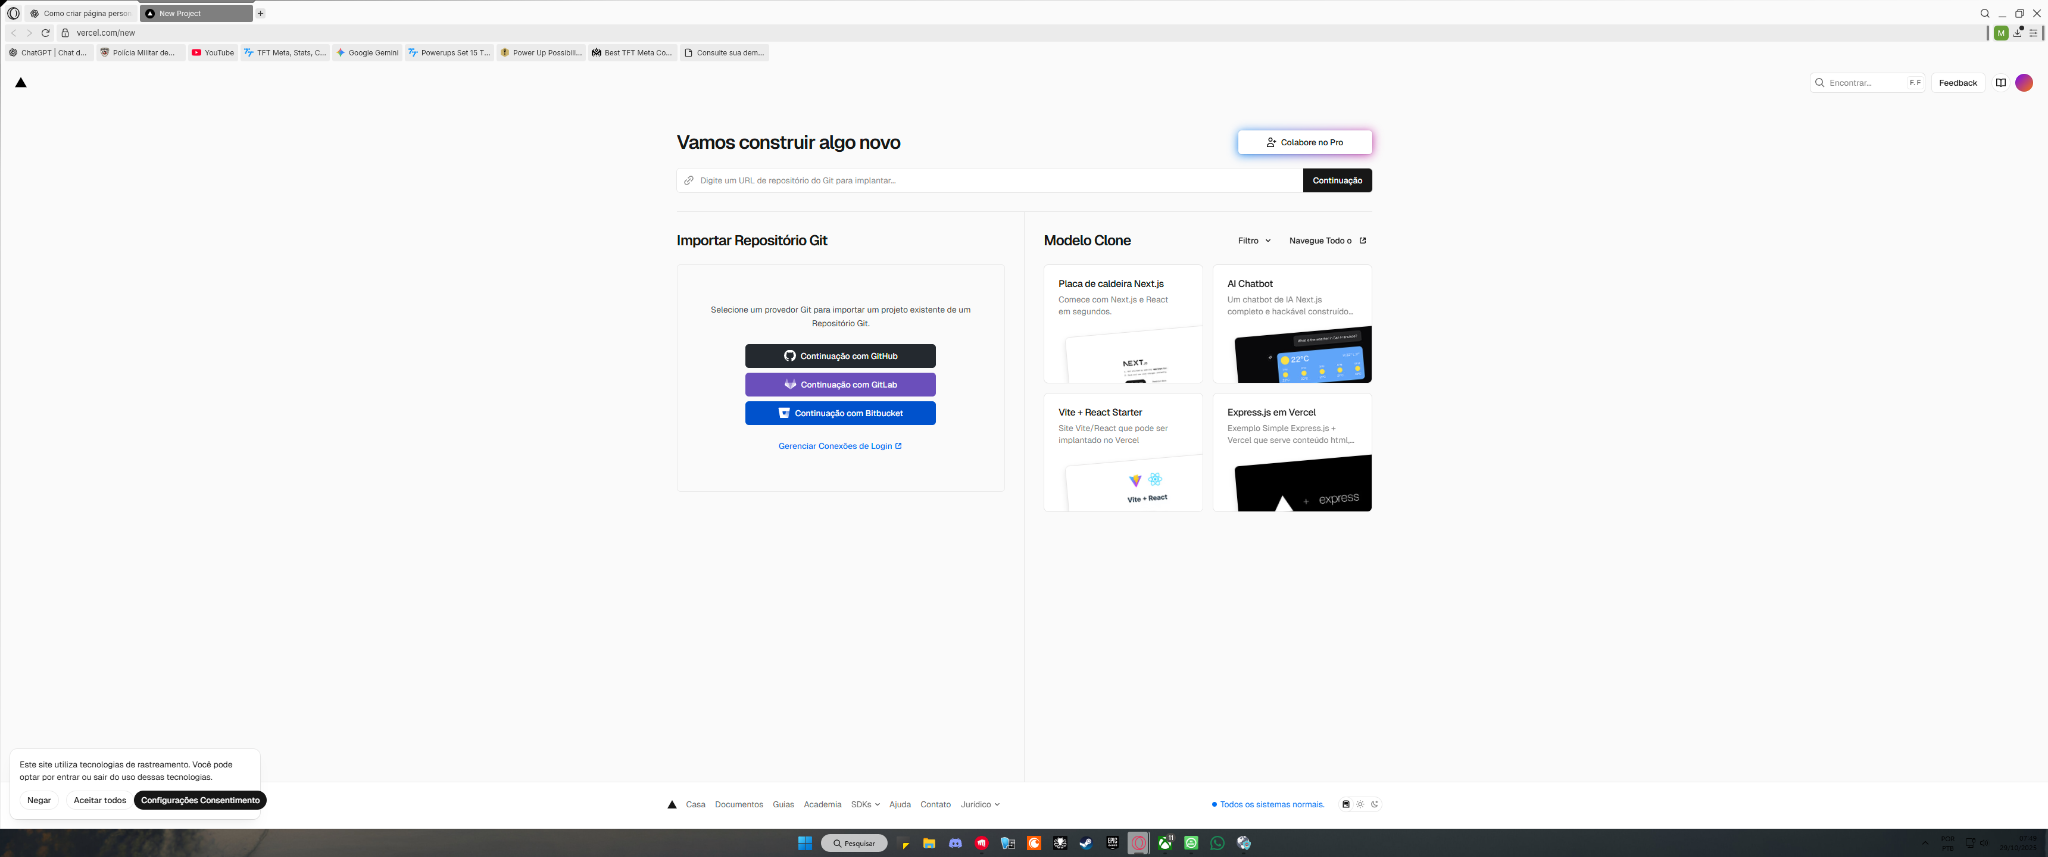 Como criar página person
New Project
vercel.com/new
M
ChatGPT | Chat d...
Polícia Militar de...
YouTube
TFT Meta, Stats, C...
Google Gemini
Powerups Set 15 T...
Power Up Possibili...
Best TFT Meta Co...
Consulte sua dem...
Encontrar...
F. F
Feedback
Vamos construir algo novo
Colabore no Pro
Digite um URL de repositório do Git para implantar...
Continuação
Importar Repositório Git
Selecione um provedor Git para importar um projeto existente de um
Repositório Git.
Continuação com GitHub
Continuação com GitLab
Continuação com Bitbucket
Gerenciar Conexões de Login
Modelo Clone
Filtro
Navegue Todo o
Placa de caldeira Next.js
Comece com Next.js e React
em segundos.
NEXT.js
AI Chatbot
Um chatbot de IA Next.js
completo e hackável construído...
22°C
Vite + React Starter
Site Vite/React que pode ser
implantado no Vercel
Vite + React
Express.js em Vercel
Exemplo Simple Express.js +
Vercel que serve conteúdo html,...
+ express
Este site utiliza tecnologias de rastreamento. Você pode
optar por entrar ou sair do uso dessas tecnologias.
Negar
Aceitar todos
Configurações Consentimento
Casa
Documentos
Guias
Academia
SDKs
Ajuda
Contato
Jurídico
Todos os sistemas normais.
Pesquisar
11
POR